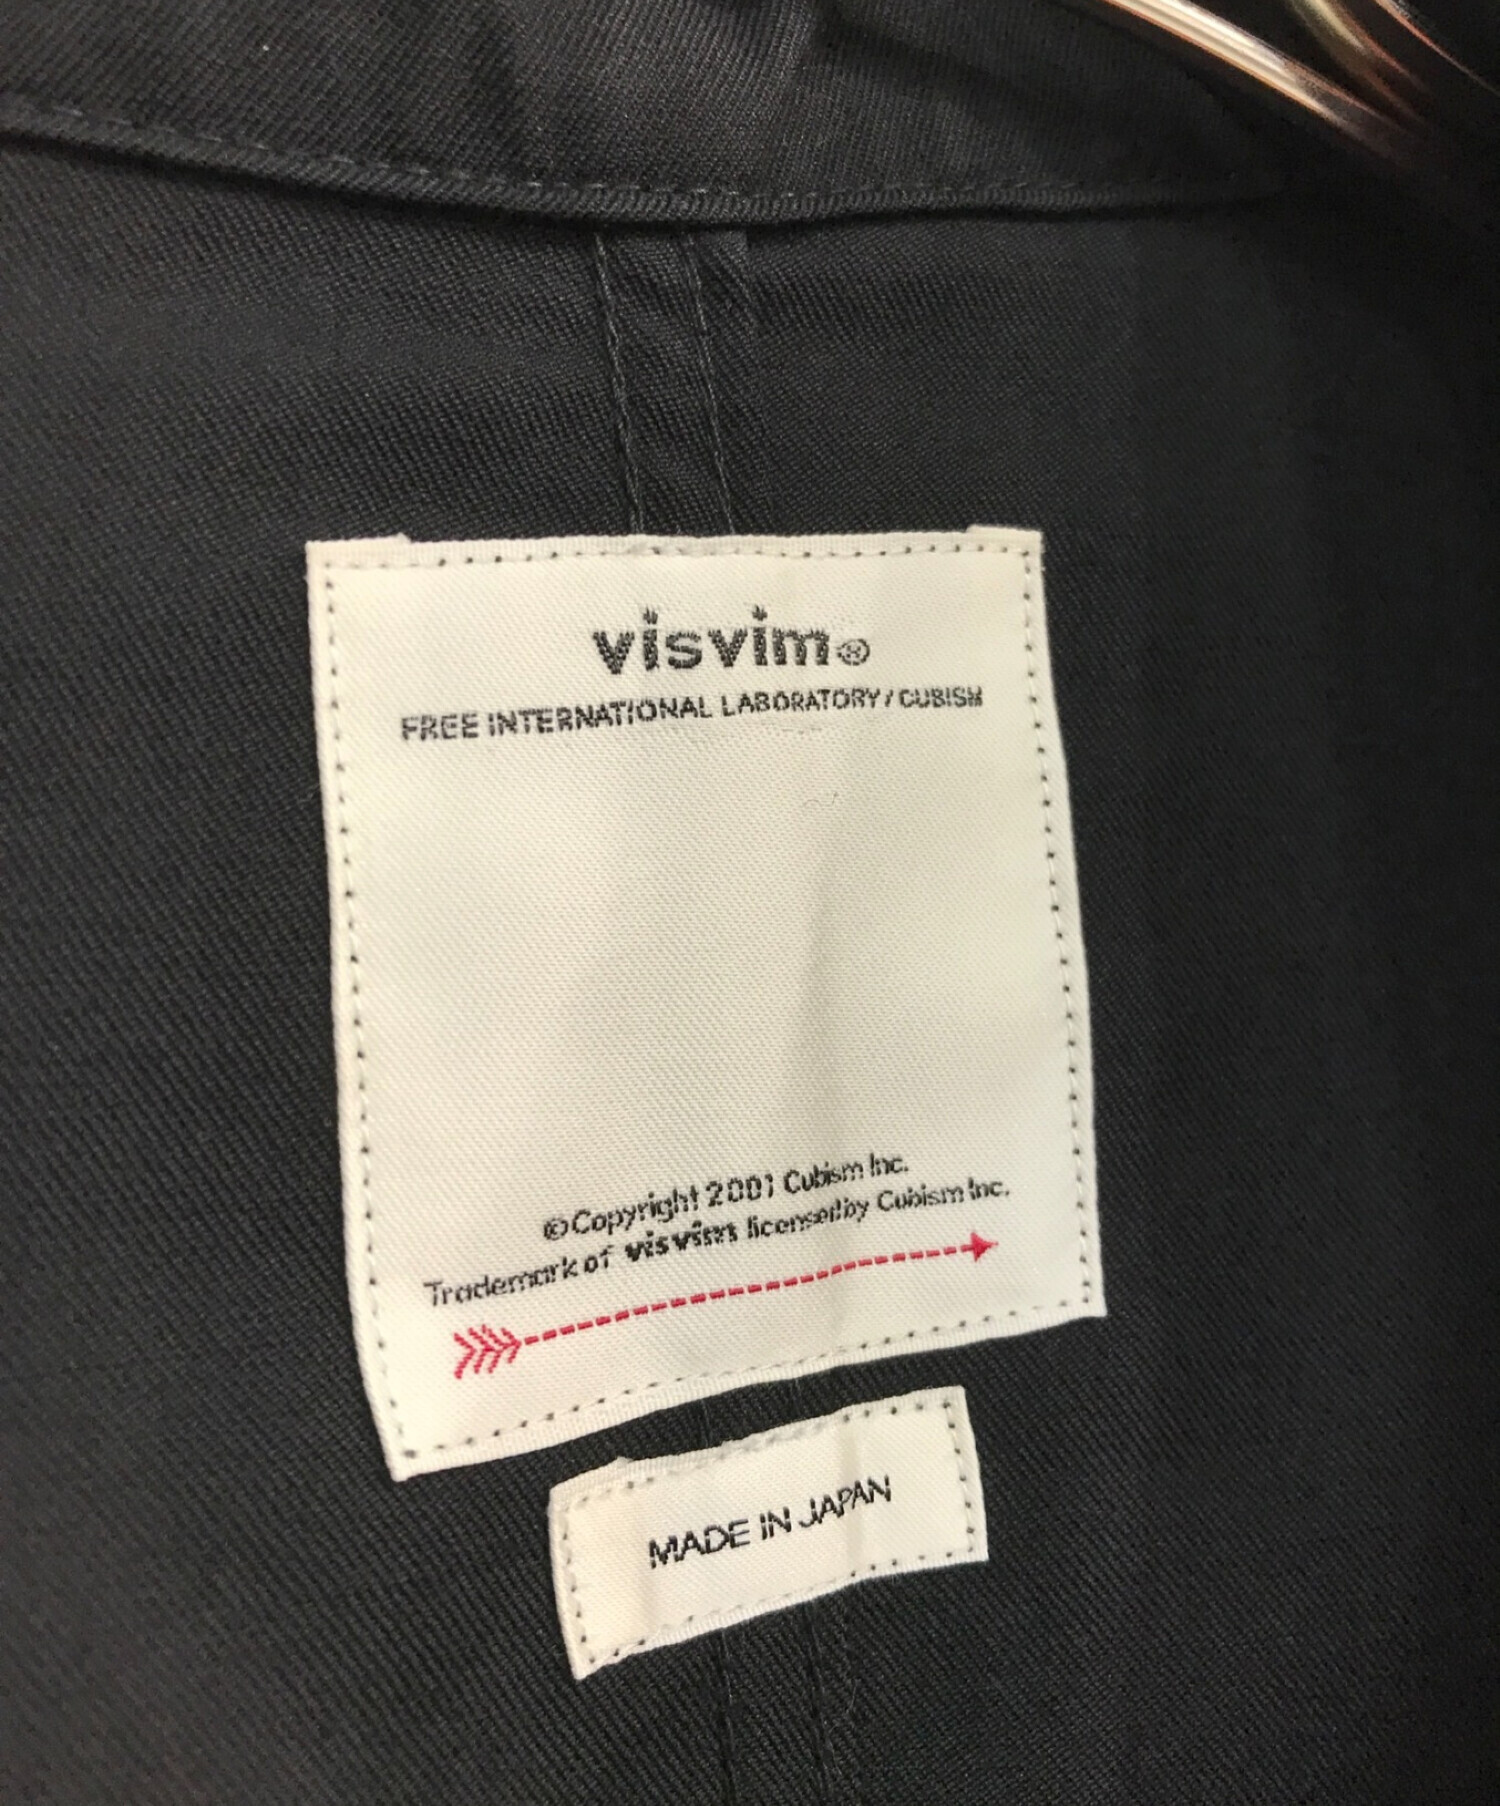 visvim®
FREE INTERNATIONAL LABORATORY / CUBISM
©Copyright 2001 Cubism Inc.
Trademark of visvim licensed by Cubism Inc.
MADE IN JAPAN